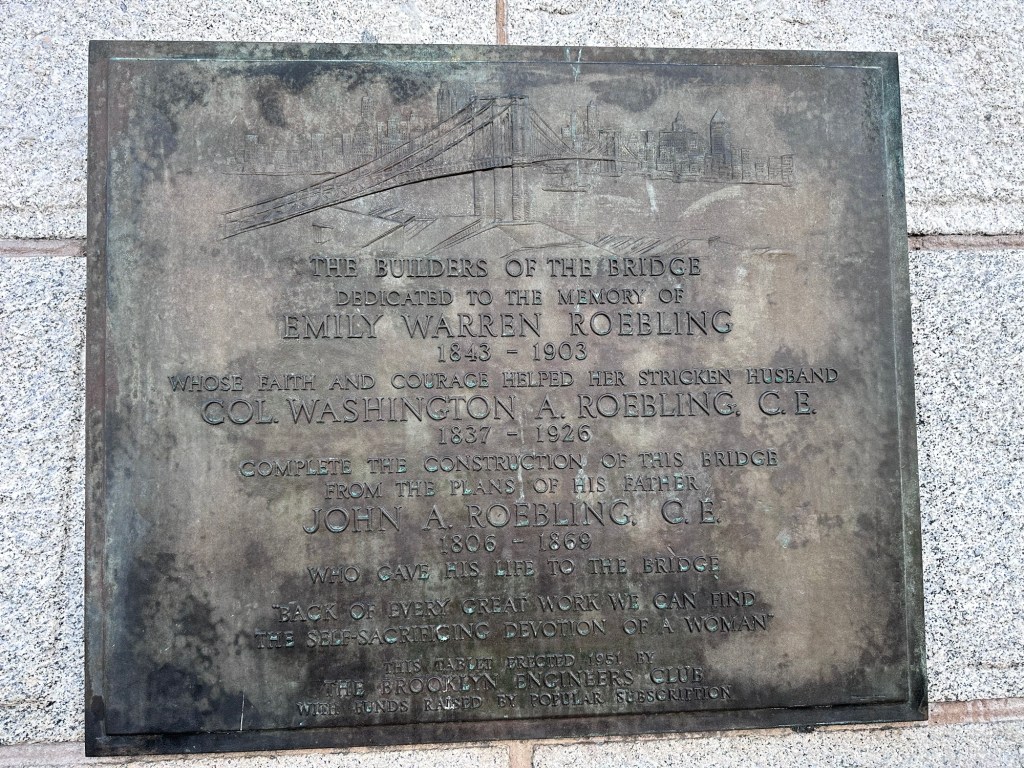 THE BUILDERS OF THE BRIDGE
DEDICATED TO THE MEMORY OF
EMILY WARREN ROEBLING
1843 - 1903
WHOSE FAITH AND COURAGE HELPED HER STRICKEN HUSBAND
COL. WASHINGTON A. ROEBLING, C. E.
1837 - 1926
COMPLETE THE CONSTRUCTION OF THIS BRIDGE
FROM THE PLANS OF HIS FATHER
JOHN A. ROEBLING, C. E.
1806 - 1869
WHO GAVE HIS LIFE TO THE BRIDGE
"BACK OF EVERY GREAT WORK WE CAN FIND
THE SELF-SACRIFICING DEVOTION OF A WOMAN"
THIS TABLET ERECTED 1951 BY
THE BROOKLYN ENGINEERS CLUB
WITH FUNDS RAISED BY POPULAR SUBSCRIPTION